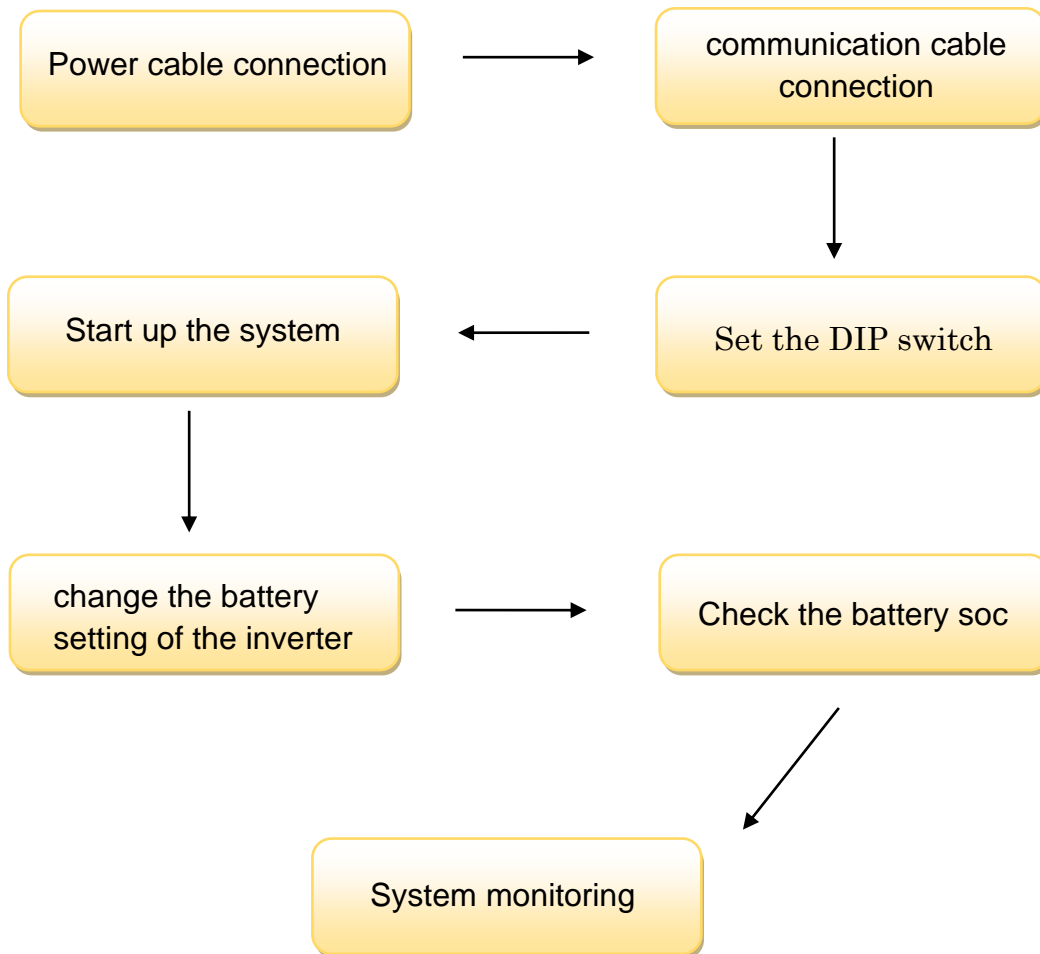 Power cable connection
communication cable
connection
Set the DIP switch
Start up the system
change the battery
setting of the inverter
Check the battery soc
System monitoring